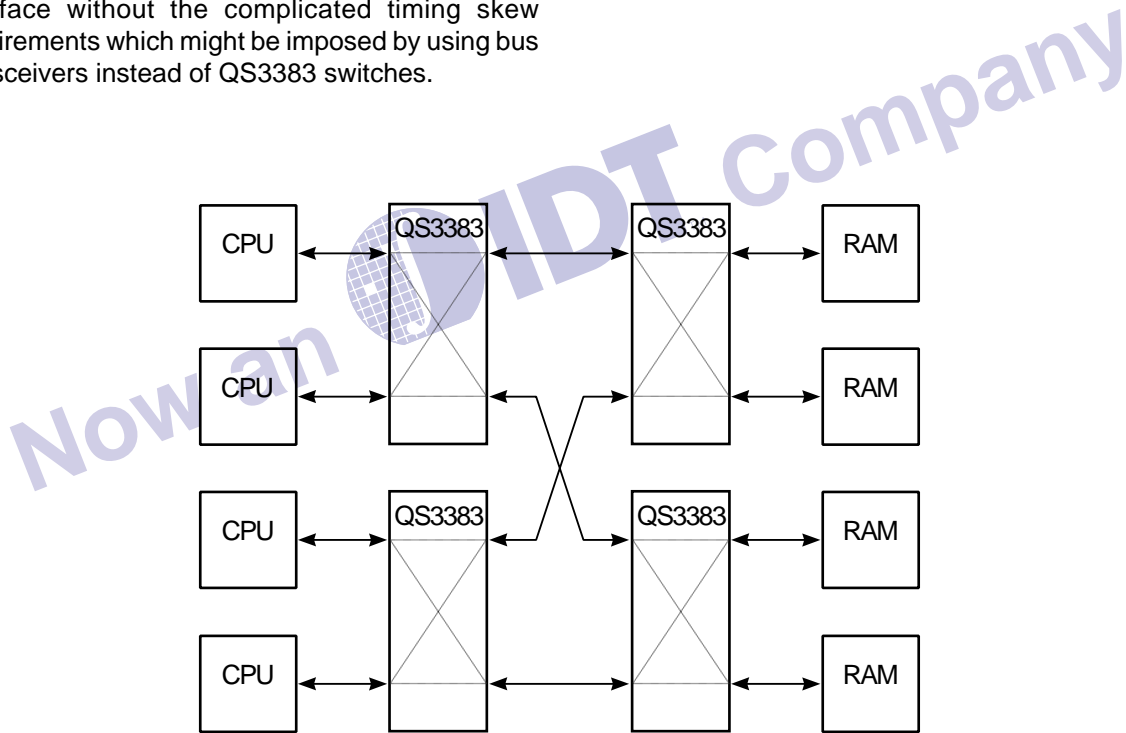 face without the complicated timing skew
irements which might be imposed by using bus
sceivers instead of QS3383 switches.
Now an IDT Company
CPU QS3383 QS3383 RAM
CPU RAM
CPU QS3383 QS3383 RAM
CPU RAM